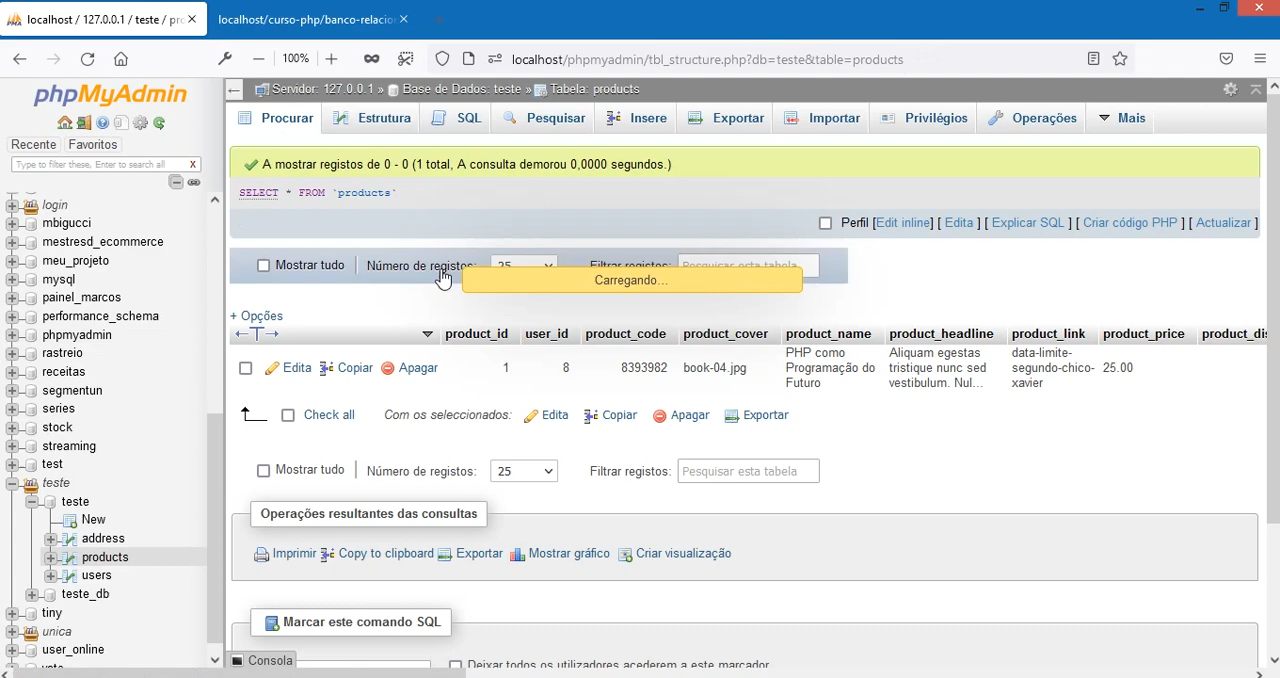 localhost / 127.0.0.1 / teste / pro
localhost/curso-php/banco-relacio
100%
localhost/phpmyadmin/tbl_structure.php?db=teste&table=products
phpMyAdmin
Recente Favoritos
Type to filter these, Enter to search all X
login
mbigucci
mestresd_ecommerce
meu_projeto
mysql
painel_marcos
performance_schema
phpmyadmin
rastreio
receitas
segmentun
series
stock
streaming
test
teste
teste
New
address
products
users
teste_db
tiny
unica
user_online
Servidor: 127.0.0.1 » Base de Dados: teste » Tabela: products
Procurar Estrutura SQL Pesquisar Insere Exportar Importar Privilégios Operações Mais
A mostrar registos de 0 - 0 (1 total, A consulta demorou 0,0000 segundos.)
SELECT * FROM `products`
Perfil [Edit inline] [ Edita ] [ Explicar SQL ] [ Criar código PHP ] [ Actualizar ]
Mostrar tudo Número de registos: 25 Filtrar registos: Pesquisar esta tabela
Carregando…
+ Opções
product_id user_id product_code product_cover product_name product_headline product_link product_price product_dis
Edita Copiar Apagar 1 8 8393982 book-04.jpg PHP como Programação do Futuro Aliquam egestas tristique nunc sed vestibulum. Nul... data-limite-segundo-chico-xavier 25.00
Check all Com os seleccionados: Edita Copiar Apagar Exportar
Mostrar tudo Número de registos: 25 Filtrar registos: Pesquisar esta tabela
Operações resultantes das consultas
Imprimir Copy to clipboard Exportar Mostrar gráfico Criar visualização
Marcar este comando SQL
Consola
Deixar todos os utilizadores acederem a este marcador